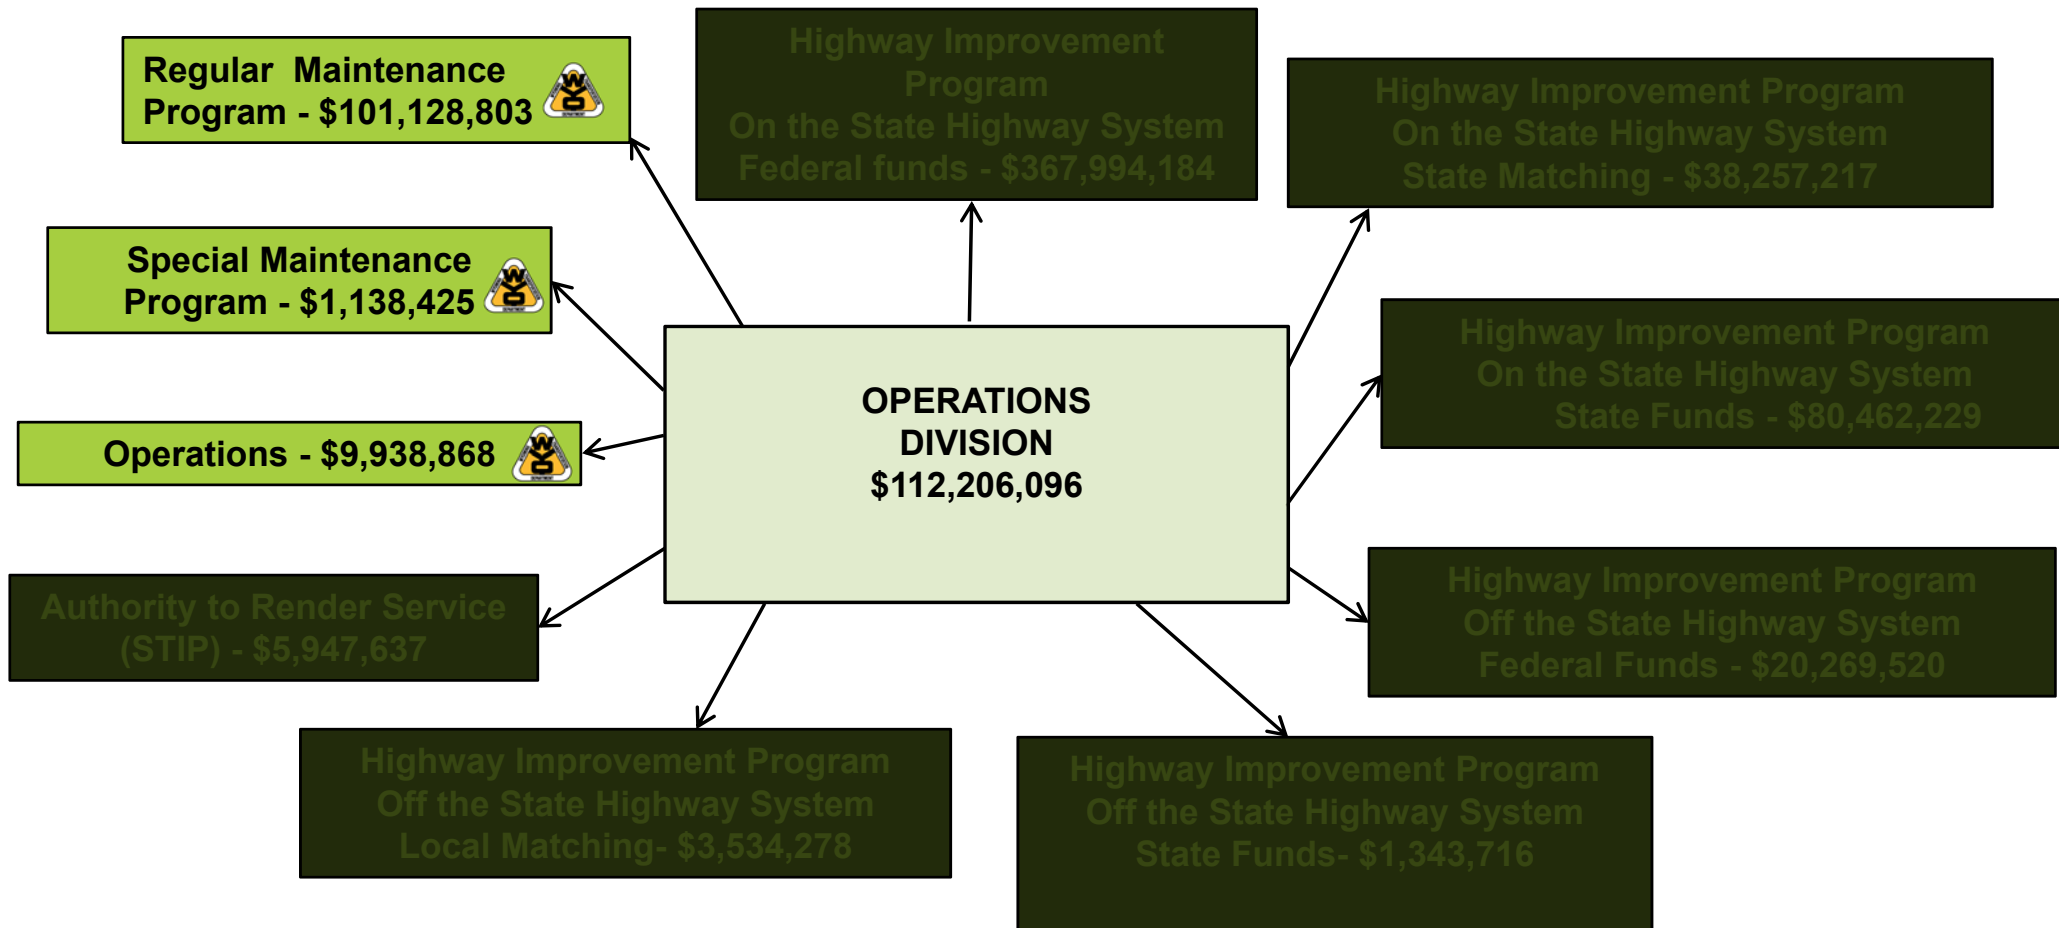 Regular Maintenance
Program - $101,128,803
Highway Improvement
Program
On the State Highway System
Federal funds - $367,994,184
Highway Improvement Program
On the State Highway System
State Matching - $38,257,217
Special Maintenance
Program - $1,138,425
Highway Improvement Program
On the State Highway System
State Funds - $80,462,229
OPERATIONS
DIVISION
$112,206,096
Operations - $9,938,868
Authority to Render Service
(STIP) - $5,947,637
Highway Improvement Program
Off the State Highway System
Federal Funds - $20,269,520
Highway Improvement Program
Off the State Highway System
Local Matching- $3,534,278
Highway Improvement Program
Off the State Highway System
State Funds- $1,343,716